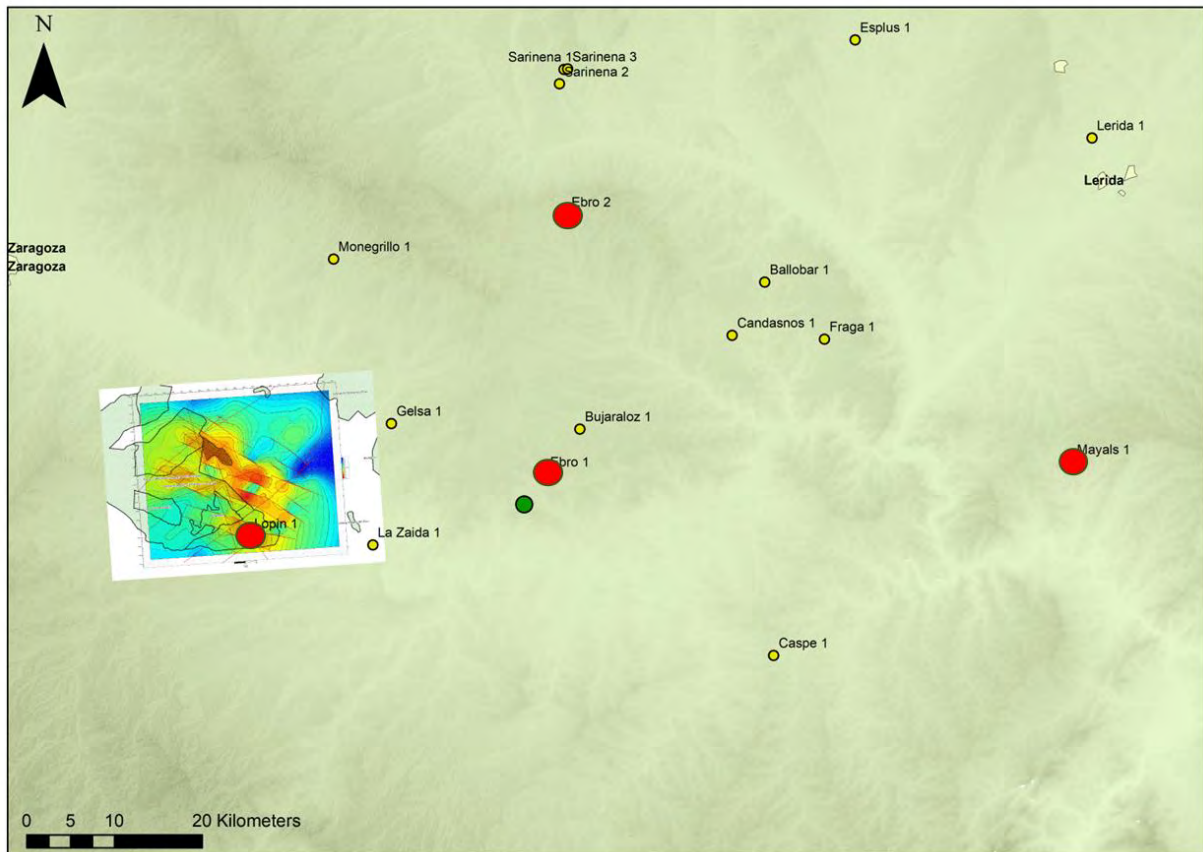 N
Esplus 1
Sarinena 1
Sarinena 3
Sarinena 2
Lerida 1
Lerida
Ebro 2
Zaragoza
Monegrillo 1
Zaragoza
Ballobar 1
Candasnos 1
Fraga 1
Gelsa 1
Bujaraloz 1
Mayals 1
Ebro 1
Lopin 1
La Zaida 1
Caspe 1
0 5 10 20 Kilometers